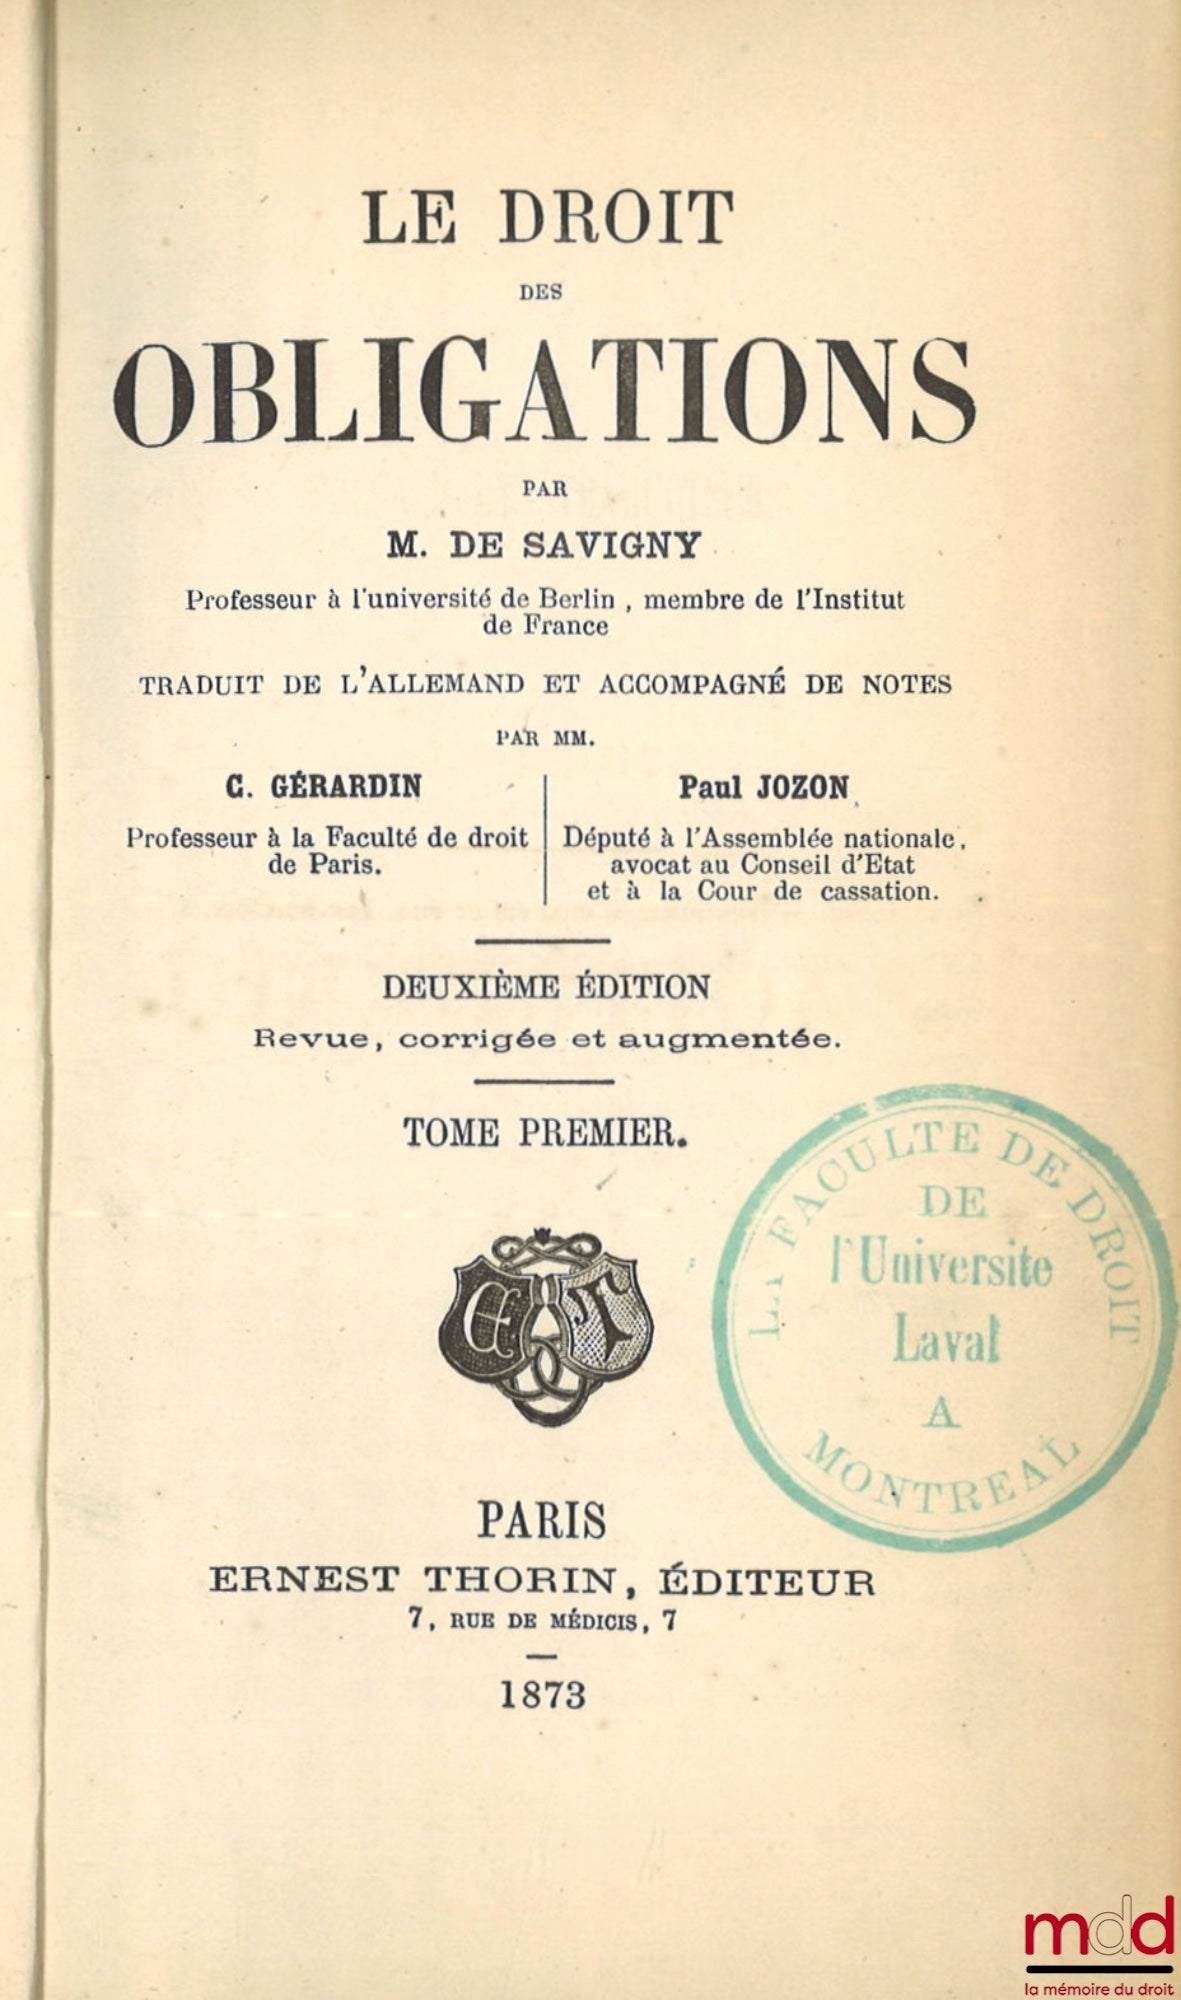 LE DROIT
DES
OBLIGATIONS
PAR
M. DE SAVIGNY
Professeur à l'université de Berlin, membre de l'Institut
de France
TRADUIT DE L'ALLEMAND ET ACCOMPAGNÉ DE NOTES
PAR MM.
C. GÉRARDIN
Professeur à la Faculté de droit
de Paris.
Paul JOZON
Député à l'Assemblée nationale,
avocat au Conseil d'Etat
et à la Cour de cassation.
DEUXIÈME ÉDITION
Revue, corrigée et augmentée.
TOME PREMIER.
E T
LA FACULTE DE DROIT
DE
l'Universite
Laval
A
MONTREAL
PARIS
ERNEST THORIN, ÉDITEUR
7, RUE DE MÉDICIS, 7
1873
mdd
la mémoire du droit